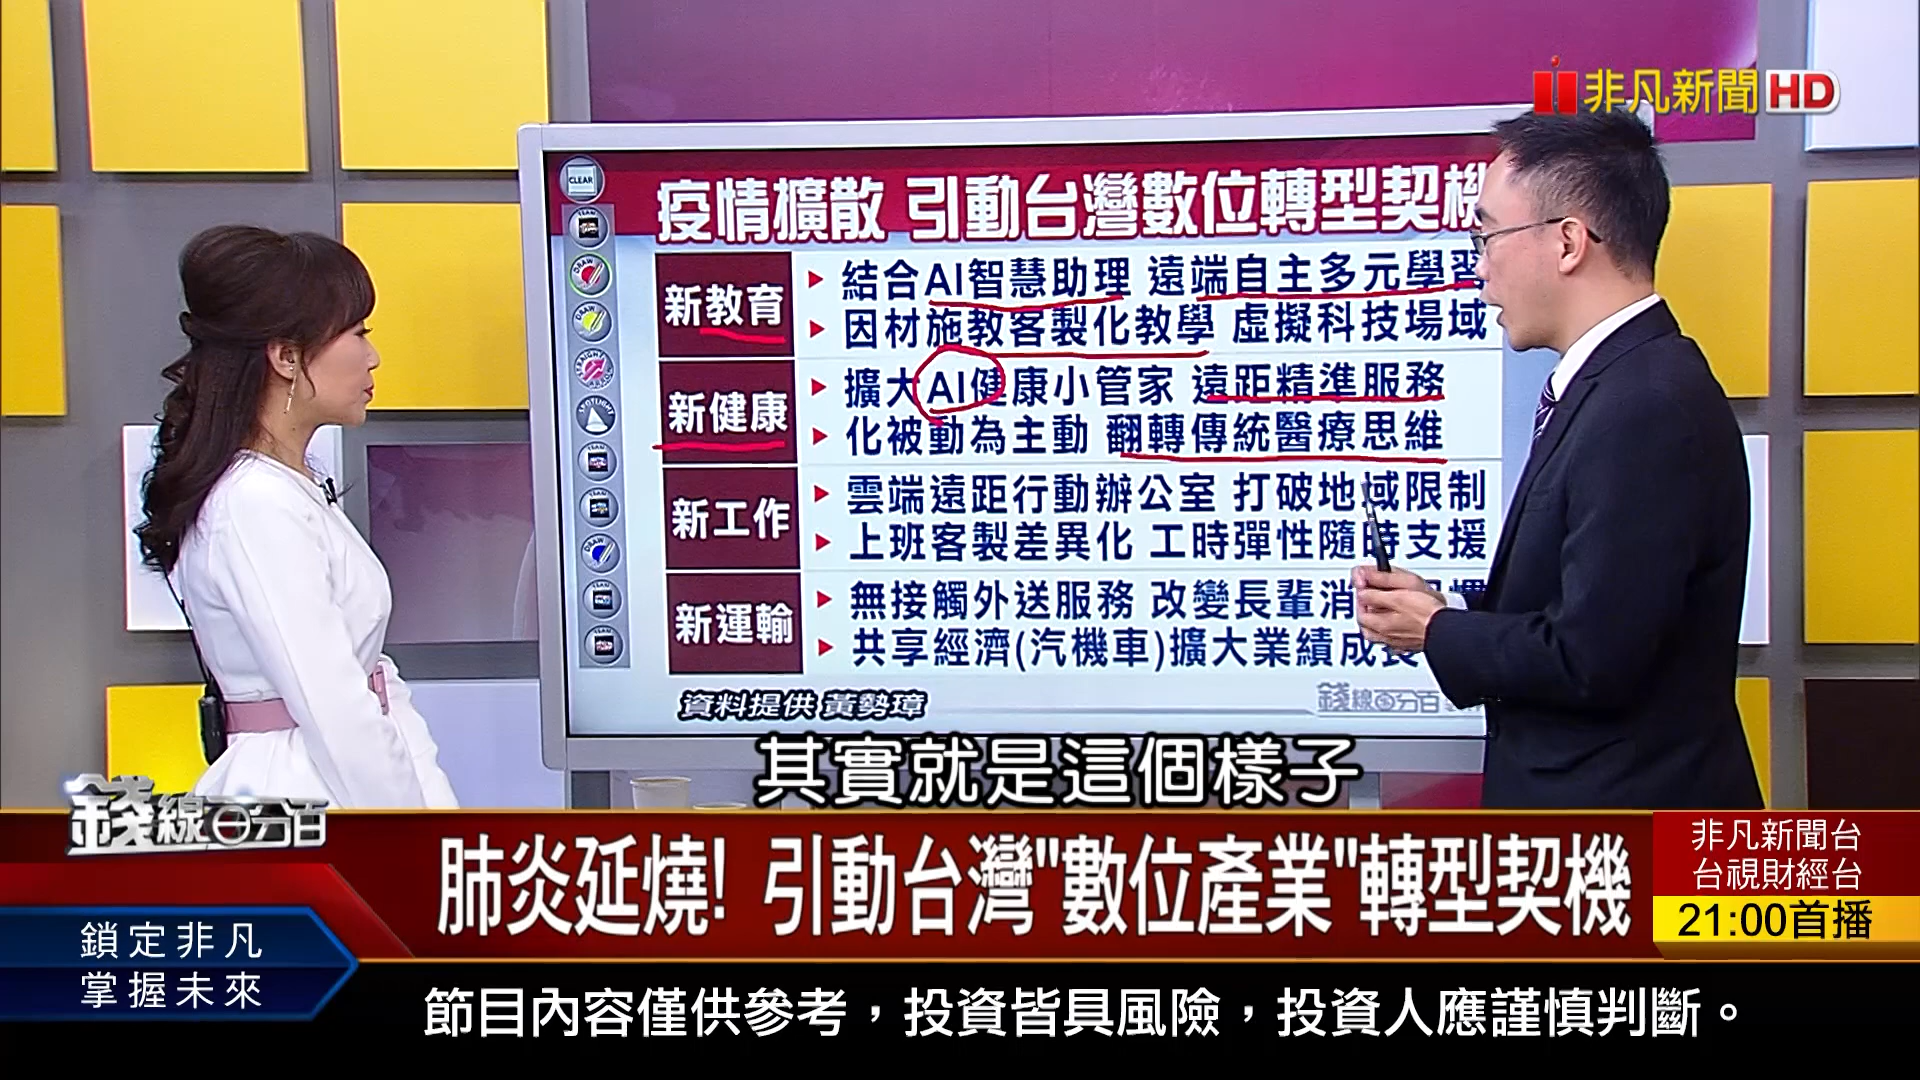 非凡新聞HD
CLEAR
疫情擴散 引動台灣數位轉型契機
新教育
結合AI智慧助理 遠端自主多元學習
因材施教客製化教學 虛擬科技場域
新健康
擴大AI健康小管家 遠距精準服務
化被動為主動 翻轉傳統醫療思維
新工作
雲端遠距行動辦公室 打破地域限制
上班客製差異化 工時彈性隨時支援
新運輸
無接觸外送服務 改變長輩消
共享經濟(汽機車)擴大業績成長
資料提供 黃勢璋
錢線百分百
其實就是這個樣子
錢線百分百
肺炎延燒! 引動台灣"數位產業"轉型契機
非凡新聞台
台視財經台
21:00首播
鎖定非凡
掌握未來
節目內容僅供參考，投資皆具風險，投資人應謹慎判斷。